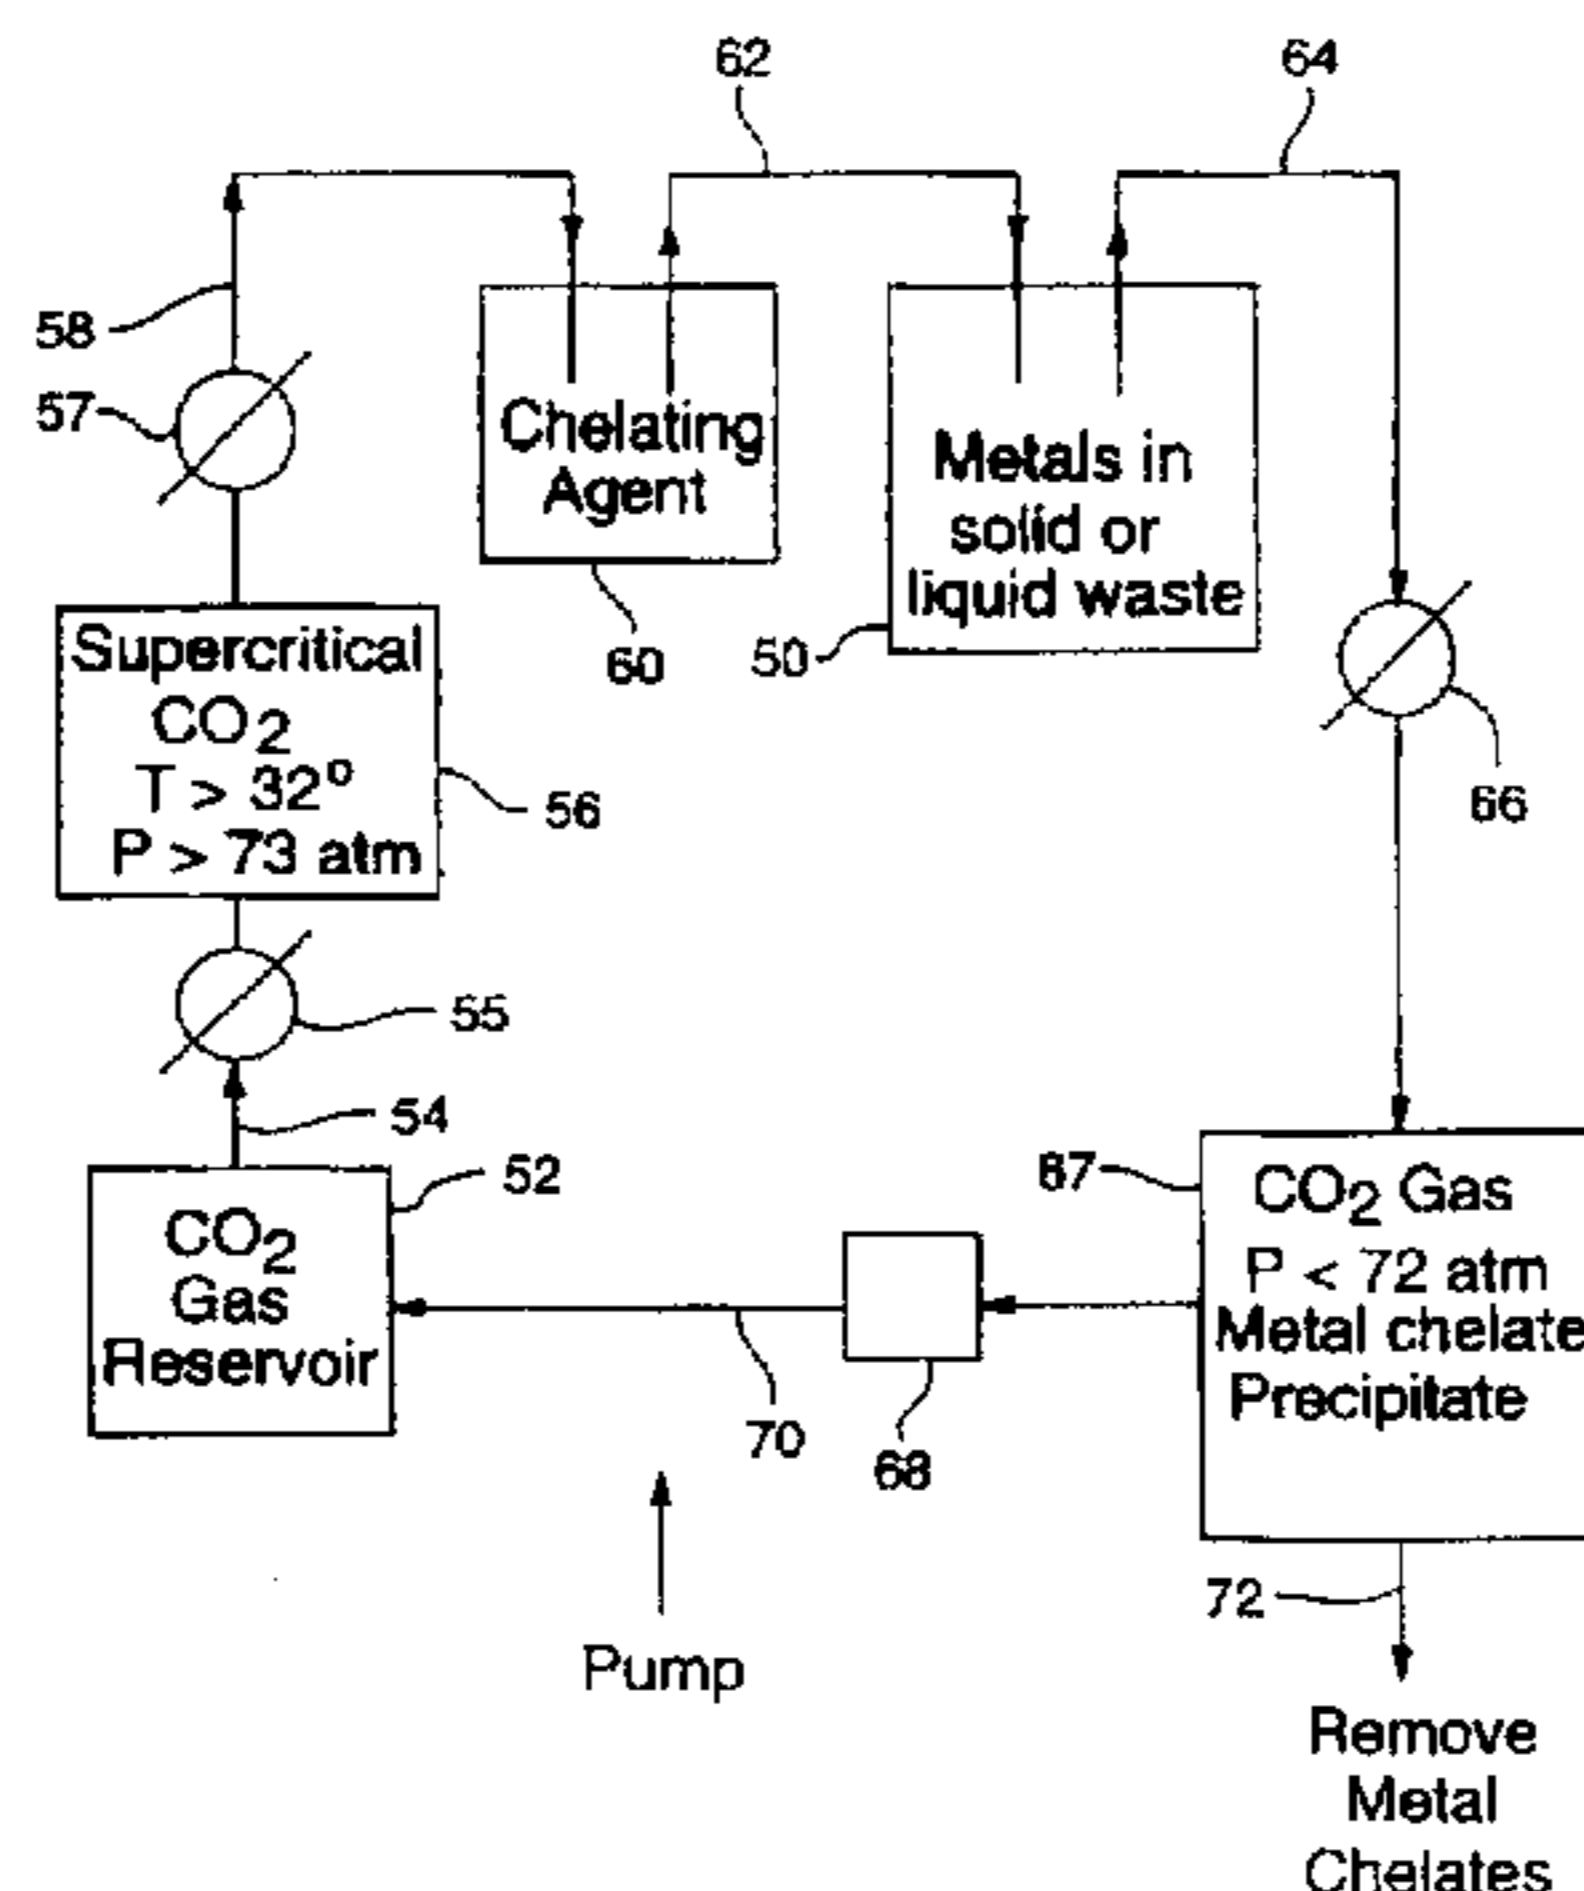 62
64
58
57
Chelating
Agent
Metals in
solid or
liquid waste
60
50
Supercritical
CO2
T > 32°
P > 73 atm
56
66
55
54
52
CO2
Gas
Reservoir
67
CO2 Gas
P < 72 atm
Metal chelate
Precipitate
70
68
72
Pump
Remove
Metal
Chelates